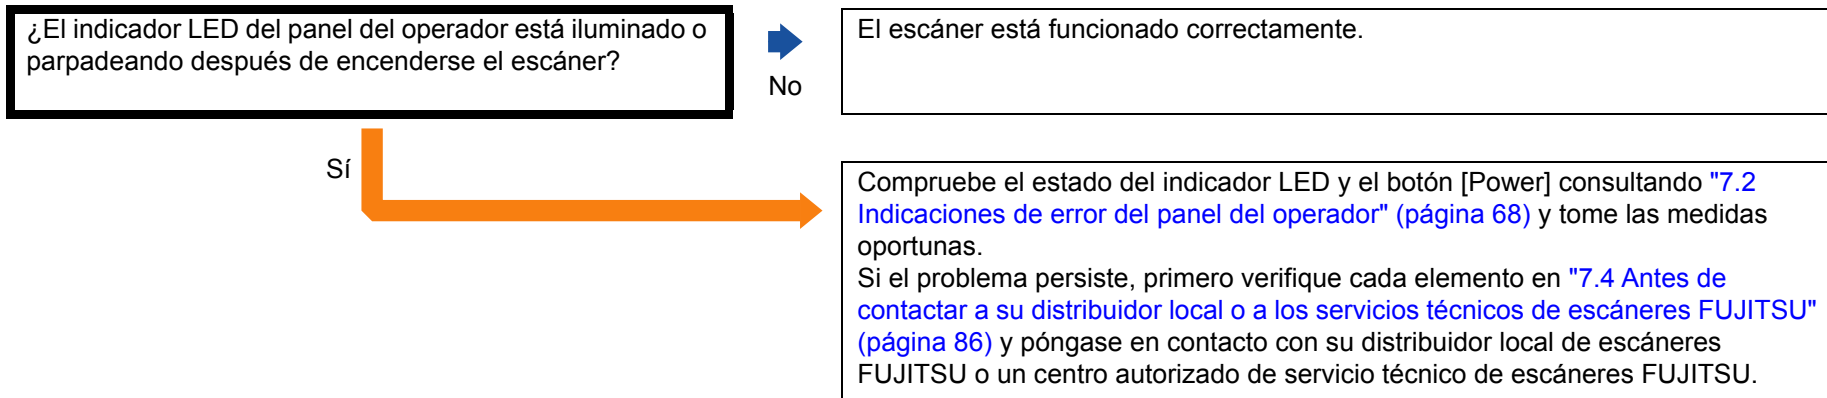 ¿El indicador LED del panel del operador está iluminado o
parpadeando después de encenderse el escáner?
No
El escáner está funcionado correctamente.
Sí
Compruebe el estado del indicador LED y el botón [Power] consultando "7.2
Indicaciones de error del panel del operador" (página 68) y tome las medidas
oportunas.
Si el problema persiste, primero verifique cada elemento en "7.4 Antes de
contactar a su distribuidor local o a los servicios técnicos de escáneres FUJITSU"
(página 86) y póngase en contacto con su distribuidor local de escáneres
FUJITSU o un centro autorizado de servicio técnico de escáneres FUJITSU.